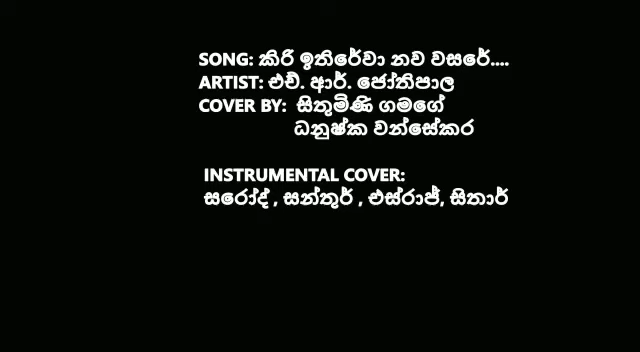 SONG: කිරි ඉතිරේවා නව වසරේ....
ARTIST: එච්. ආර්. ජෝතිපාල
COVER BY: සිතුමිණි ගමගේ
ධනුෂ්ක වන්සේකර
INSTRUMENTAL COVER:
සරෝද් , සන්තූර් , එස්රාජ්, සිතාර්